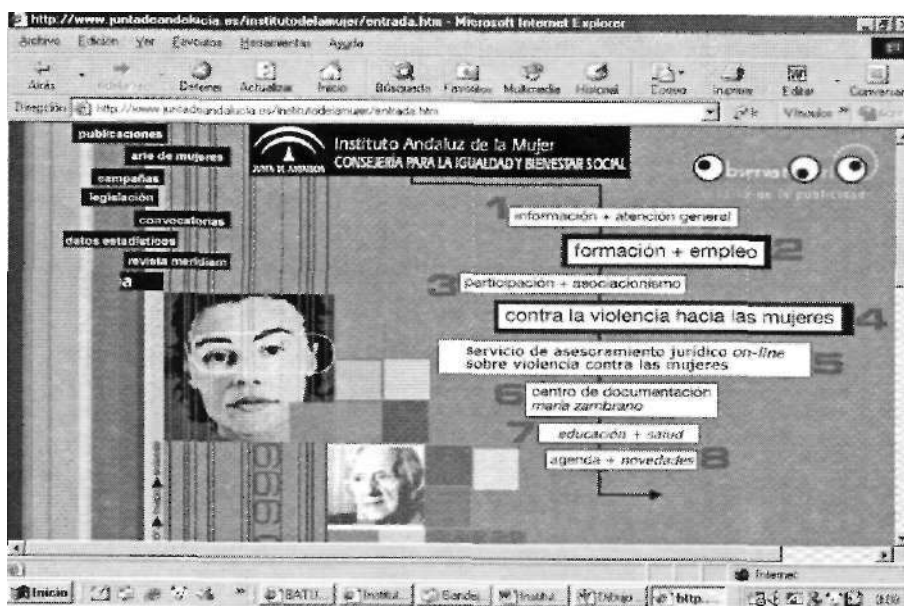 http://www.juntadeandalucia.es/institutodelamujer/entrada.htm - Microsoft Internet Explorer
Archivo Edición Ver Favoritos Herramientas Ayuda
Atrás Detener Actualizar Inicio Búsqueda Favoritos Multimedia Historial Correo Imprimir Editar Conversar
Dirección http://www.juntadeandalucia.es/institutodelamujer/entrada.htm Vínculos
publicaciones
arte de mujeres
campañas
legislación
convocatorias
datos estadísticos
revista meridiam
a
JUNTA DE ANDALUCIA
Instituto Andaluz de la Mujer
CONSEJERÍA PARA LA IGUALDAD Y BIENESTAR SOCIAL
1 información + atención general
formación + empleo 2
3 participación + asociacionismo
contra la violencia hacia las mujeres 4
servicio de asesoramiento jurídico on-line
sobre violencia contra las mujeres 5
6 centro de documentación
maría zambrano
7 educación + salud
agenda + novedades 8
Internet
Inicio